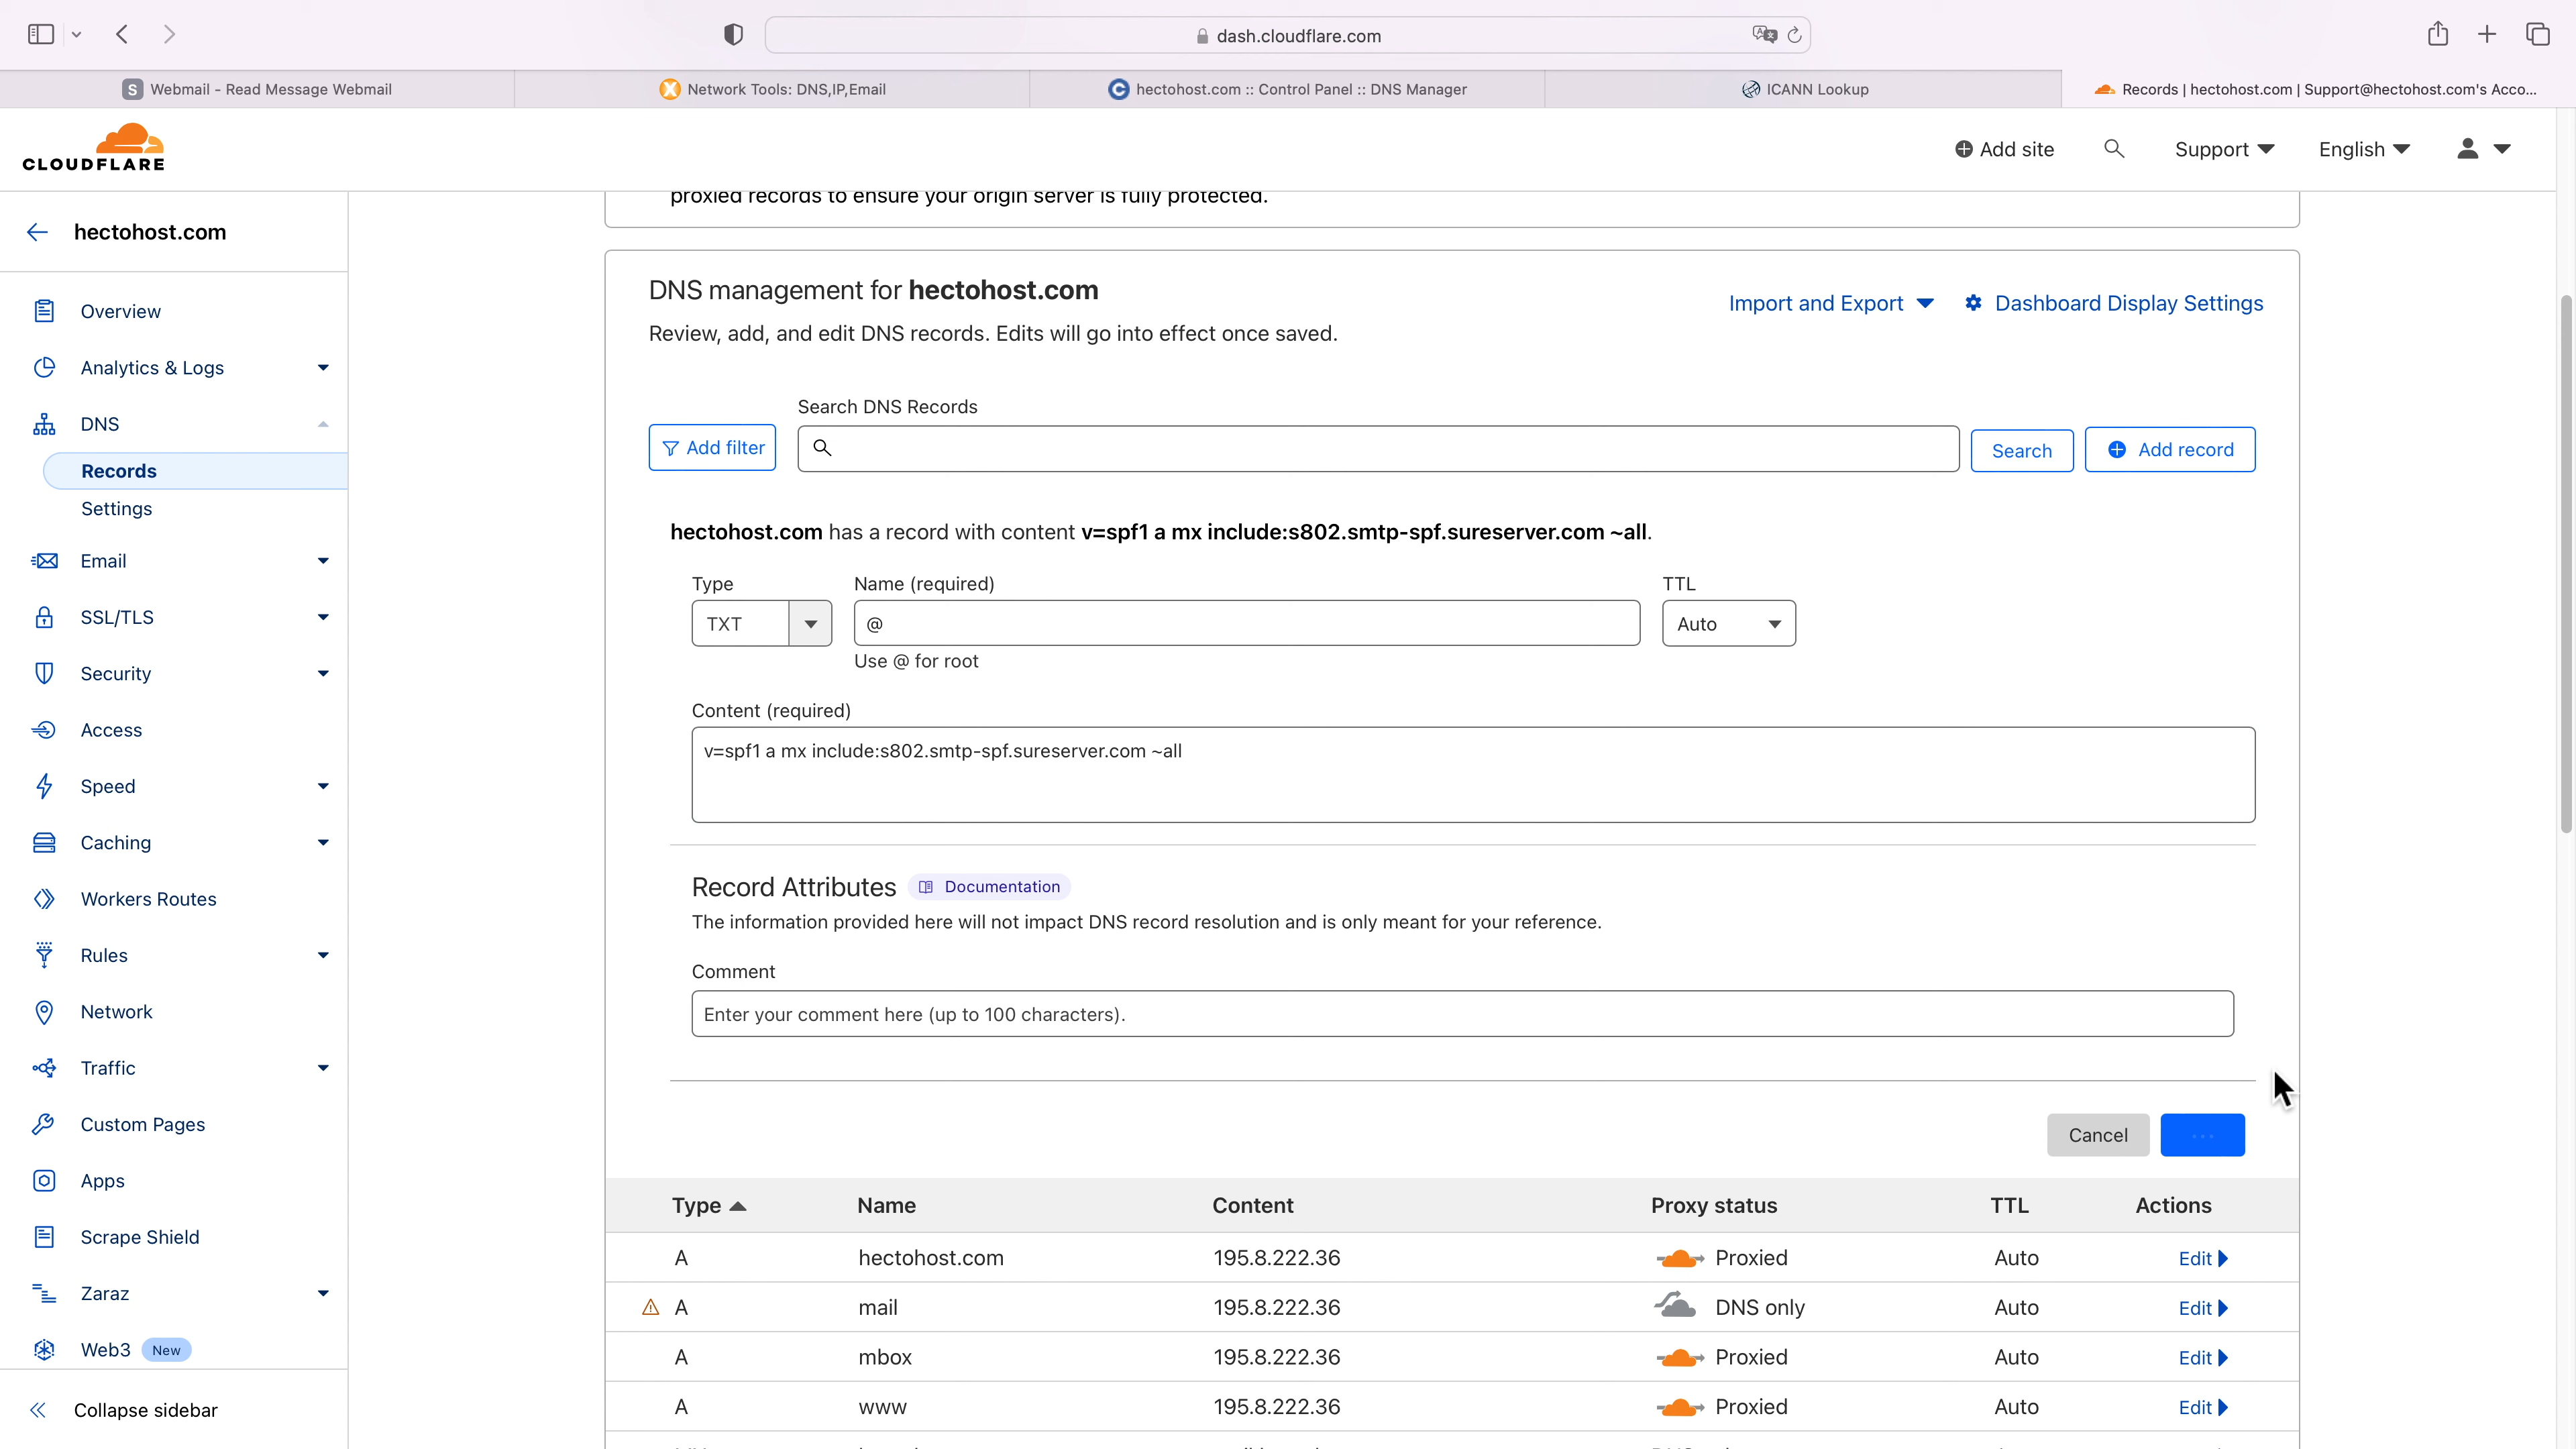 dash.cloudflare.com
S Webmail - Read Message Webmail
Network Tools: DNS,IP,Email
hectohost.com :: Control Panel :: DNS Manager
ICANN Lookup
Records | hectohost.com | Support@hectohost.com's Acco...
CLOUDFLARE
Add site
Support
English
hectohost.com
Overview
Analytics & Logs
DNS
Records
Settings
Email
SSL/TLS
Security
Access
Speed
Caching
Workers Routes
Rules
Network
Traffic
Custom Pages
Apps
Scrape Shield
Zaraz
Web3 New
Collapse sidebar
proxied records to ensure your origin server is fully protected.
DNS management for hectohost.com
Review, add, and edit DNS records. Edits will go into effect once saved.
Import and Export
Dashboard Display Settings
Search DNS Records
Add filter
Search
Add record
hectohost.com has a record with content v=spf1 a mx include:s802.smtp-spf.sureserver.com ~all.
Type Name (required) TTL
TXT @ Auto
Use @ for root
Content (required)
v=spf1 a mx include:s802.smtp-spf.sureserver.com ~all
Record Attributes Documentation
The information provided here will not impact DNS record resolution and is only meant for your reference.
Comment
Enter your comment here (up to 100 characters).
Cancel ...
Type Name Content Proxy status TTL Actions
A hectohost.com 195.8.222.36 Proxied Auto Edit
A mail 195.8.222.36 DNS only Auto Edit
A mbox 195.8.222.36 Proxied Auto Edit
A www 195.8.222.36 Proxied Auto Edit